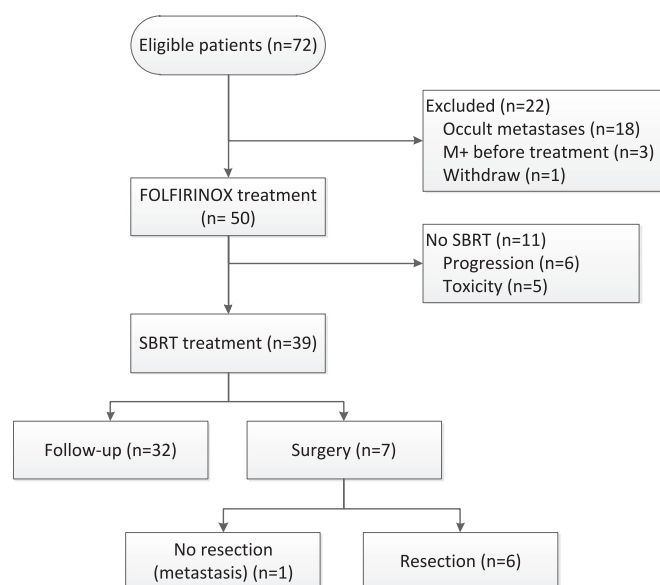 Eligible patients (n=72)
Excluded (n=22)
Occult metastases (n=18)
M+ before treatment (n=3)
Withdraw (n=1)
FOLFIRINOX treatment
(n= 50)
No SBRT (n=11)
Progression (n=6)
Toxicity (n=5)
SBRT treatment (n=39)
Follow-up (n=32)
Surgery (n=7)
No resection
(metastasis) (n=1)
Resection (n=6)